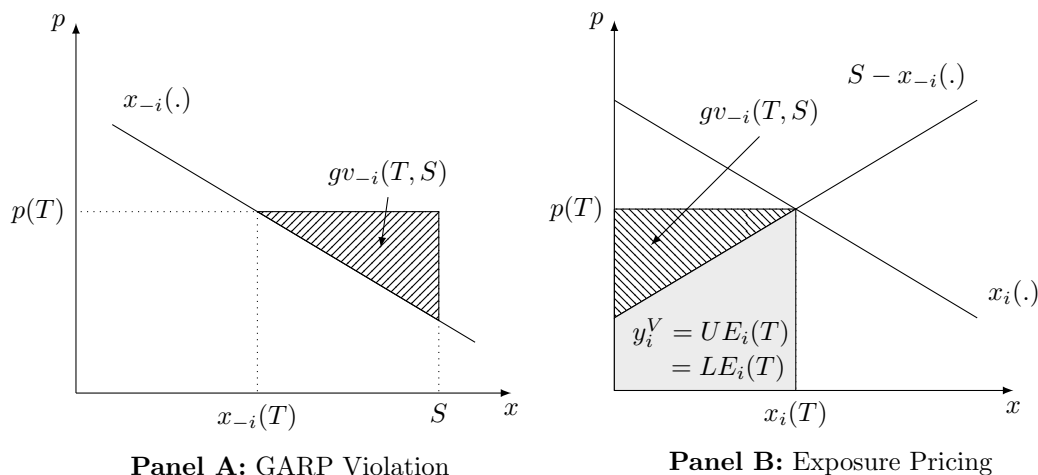 p
x_{-i}(.)
gv_{-i}(T, S)
p(T)
x_{-i}(T)
S
x
Panel A: GARP Violation
p
S − x_{-i}(.)
gv_{-i}(T, S)
p(T)
x_i(.)
y_i^V = UE_i(T)
= LE_i(T)
x_i(T)
x
Panel B: Exposure Pricing